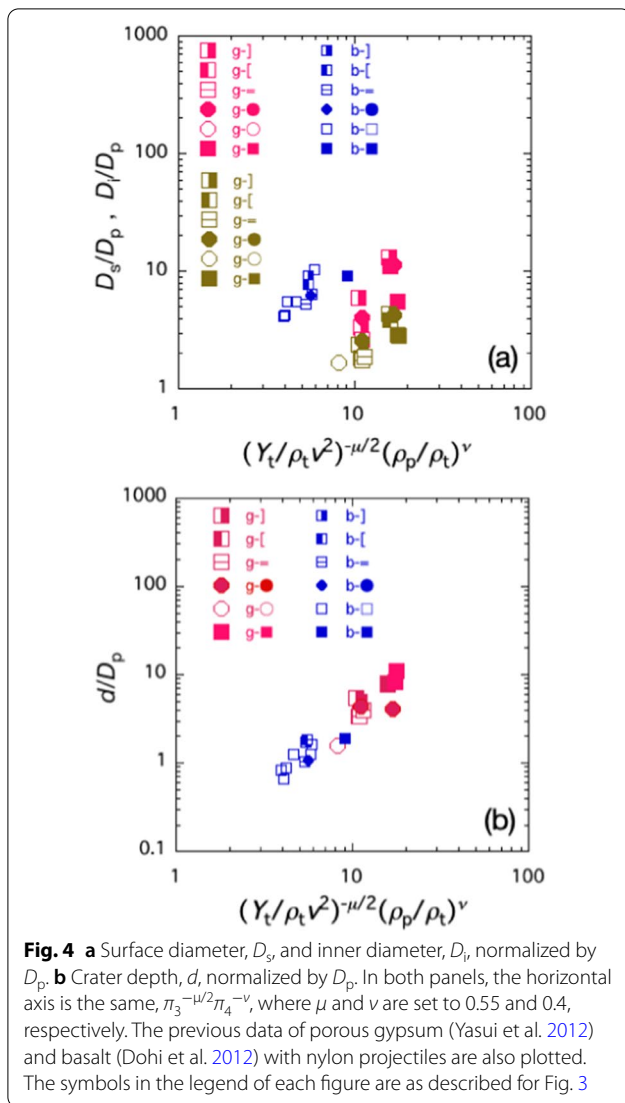 1000
100
10
1
D_s/D_p , D_i/D_p
g-]
g-[
g-=
g-●
g-○
g-■
b-]
b-[
b-=
b-●
b-□
b-■
g-]
g-[
g-=
g-●
g-○
g-■
(a)
1 10 100
(Y_t/ρ_t v²)^{-μ/2}(ρ_p/ρ_t)^ν
1000
100
10
1
0.1
d/D_p
g-]
g-[
g-=
g-●
g-○
g-■
b-]
b-[
b-=
b-●
b-□
b-■
(b)
1 10 100
(Y_t/ρ_t v²)^{-μ/2}(ρ_p/ρ_t)^ν
Fig. 4 a Surface diameter, D_s, and inner diameter, D_i, normalized by
D_p. b Crater depth, d, normalized by D_p. In both panels, the horizontal
axis is the same, π₃^{-μ/2}π₄^{-ν}, where μ and ν are set to 0.55 and 0.4,
respectively. The previous data of porous gypsum (Yasui et al. 2012)
and basalt (Dohi et al. 2012) with nylon projectiles are also plotted.
The symbols in the legend of each figure are as described for Fig. 3